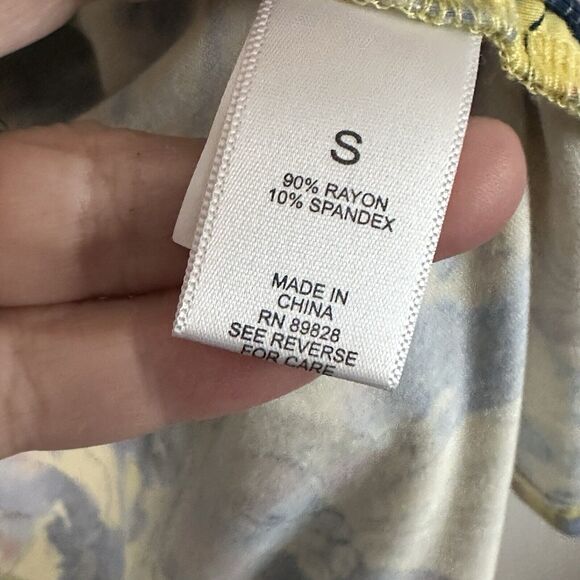 S
90% RAYON
10% SPANDEX
MADE IN
CHINA
RN 89828
SEE REVERSE
FOR CARE